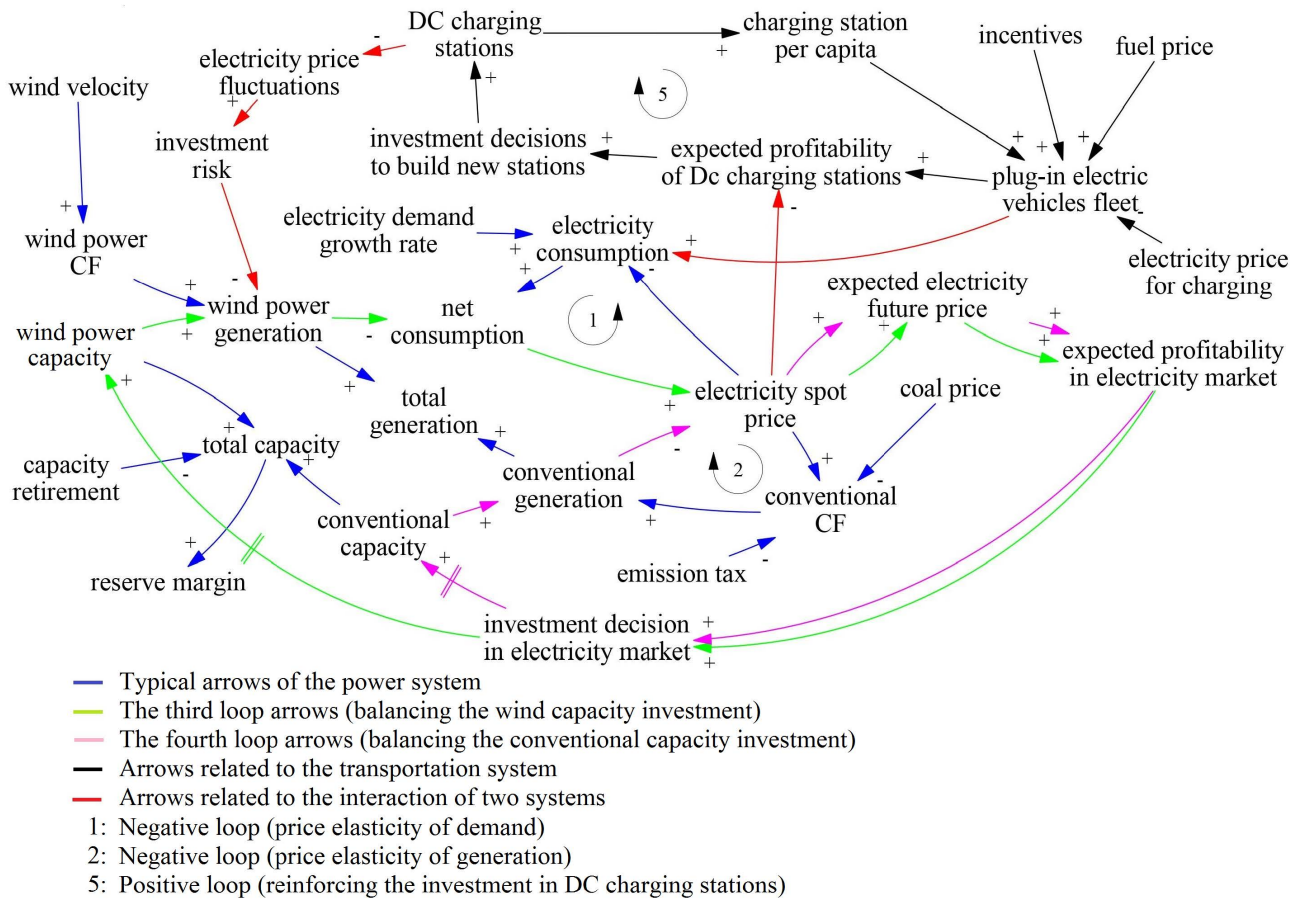 DC charging
stations
charging station
per capita
incentives
fuel price
-
+
electricity price
fluctuations
wind velocity
+
+
5
investment
risk
investment decisions
to build new stations
+
expected profitability
of Dc charging stations
+
+
+
+
plug-in electric
vehicles fleet
-
-
electricity demand
growth rate
+
electricity
consumption
+
+
wind power
CF
+
-
electricity price
for charging
+
-
wind power
generation
net
consumption
1
expected electricity
future price
wind power
capacity
+
-
+
+
+
+
expected profitability
in electricity market
+
+
electricity spot
price
coal price
total
generation
+
+
total capacity
+
+
-
capacity
retirement
-
conventional
generation
2
+
-
conventional
CF
conventional
capacity
+
+
+
+
reserve margin
emission tax
-
investment decision
in electricity market
+
+
Typical arrows of the power system
The third loop arrows (balancing the wind capacity investment)
The fourth loop arrows (balancing the conventional capacity investment)
Arrows related to the transportation system
Arrows related to the interaction of two systems
1: Negative loop (price elasticity of demand)
2: Negative loop (price elasticity of generation)
5: Positive loop (reinforcing the investment in DC charging stations)